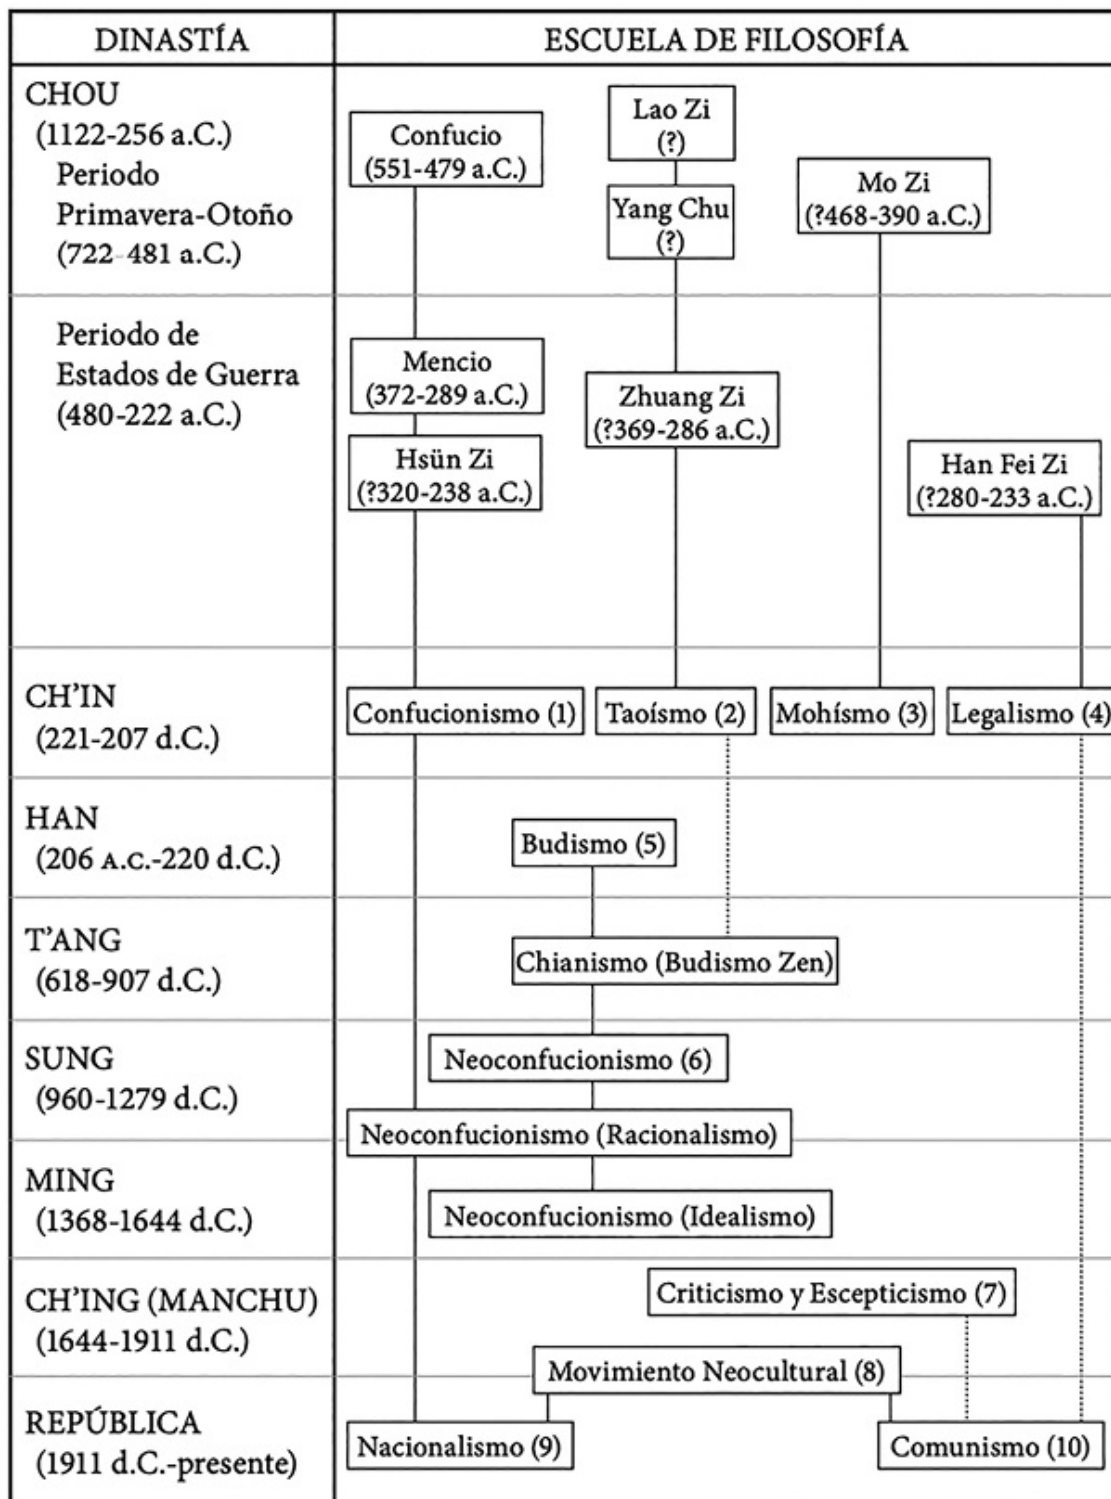 DINASTÍA
ESCUELA DE FILOSOFÍA
CHOU
(1122-256 a.C.)
Periodo
Primavera-Otoño
(722-481 a.C.)
Confucio
(551-479 a.C.)
Lao Zi
(?)
Yang Chu
(?)
Mo Zi
(?468-390 a.C.)
Periodo de
Estados de Guerra
(480-222 a.C.)
Mencio
(372-289 a.C.)
Hsün Zi
(?320-238 a.C.)
Zhuang Zi
(?369-286 a.C.)
Han Fei Zi
(?280-233 a.C.)
CH'IN
(221-207 d.C.)
Confucionismo (1)
Taoísmo (2)
Mohísmo (3)
Legalismo (4)
HAN
(206 A.C.-220 d.C.)
Budismo (5)
T'ANG
(618-907 d.C.)
Chianismo (Budismo Zen)
SUNG
(960-1279 d.C.)
Neoconfucionismo (6)
Neoconfucionismo (Racionalismo)
MING
(1368-1644 d.C.)
Neoconfucionismo (Idealismo)
CH'ING (MANCHU)
(1644-1911 d.C.)
Criticismo y Escepticismo (7)
Movimiento Neocultural (8)
REPÚBLICA
(1911 d.C.-presente)
Nacionalismo (9)
Comunismo (10)